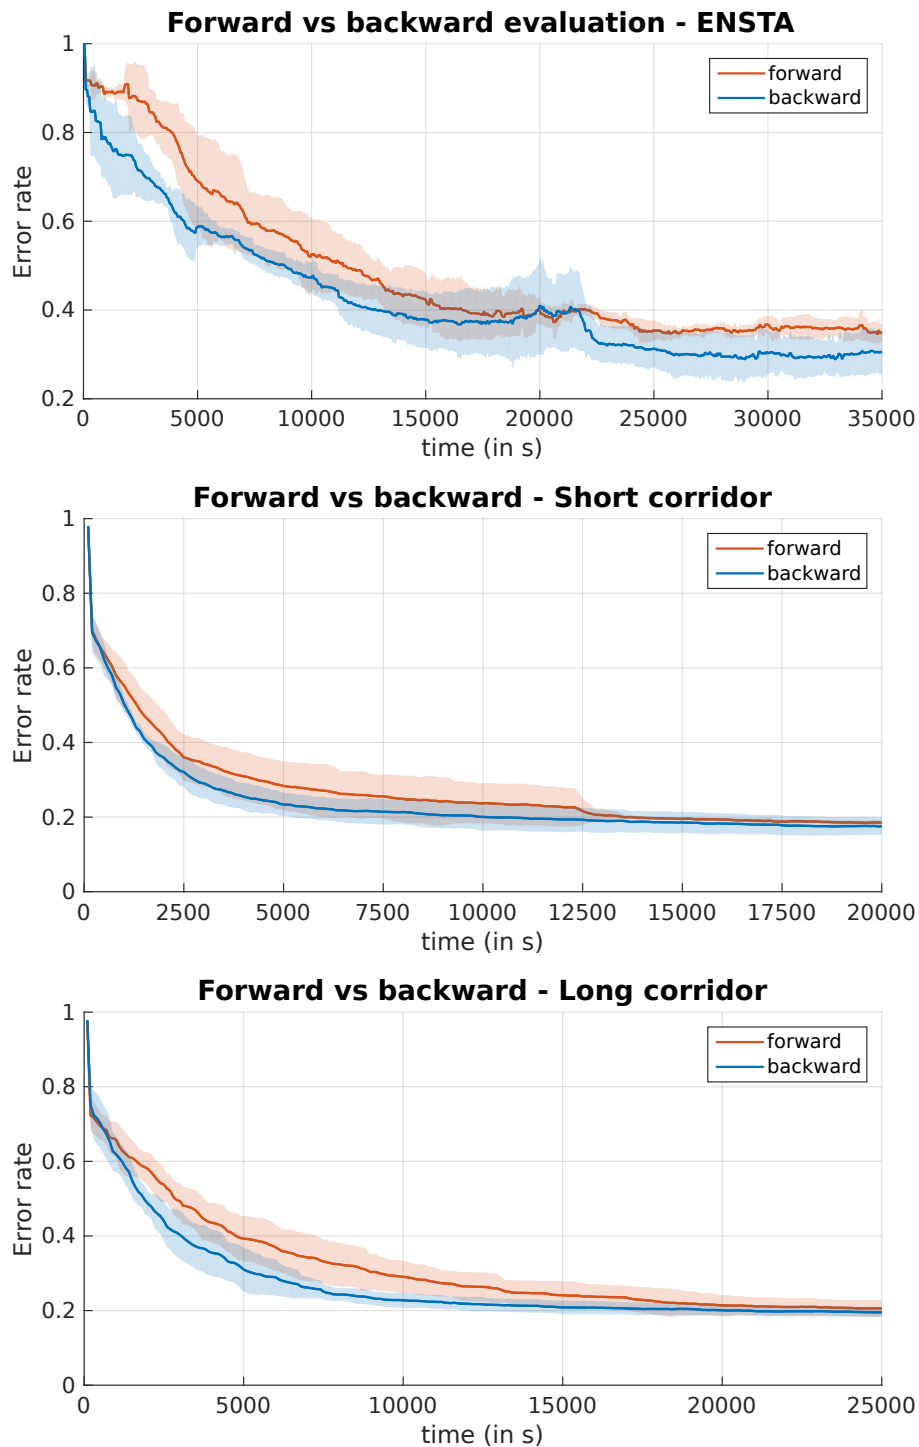 Forward vs backward evaluation - ENSTA
1
0.8
0.6
0.4
0.2
Error rate
forward
backward
0 5000 10000 15000 20000 25000 30000 35000
time (in s)
Forward vs backward - Short corridor
1
0.8
0.6
0.4
0.2
0
Error rate
forward
backward
0 2500 5000 7500 10000 12500 15000 17500 20000
time (in s)
Forward vs backward - Long corridor
1
0.8
0.6
0.4
0.2
0
Error rate
forward
backward
0 5000 10000 15000 20000 25000
time (in s)